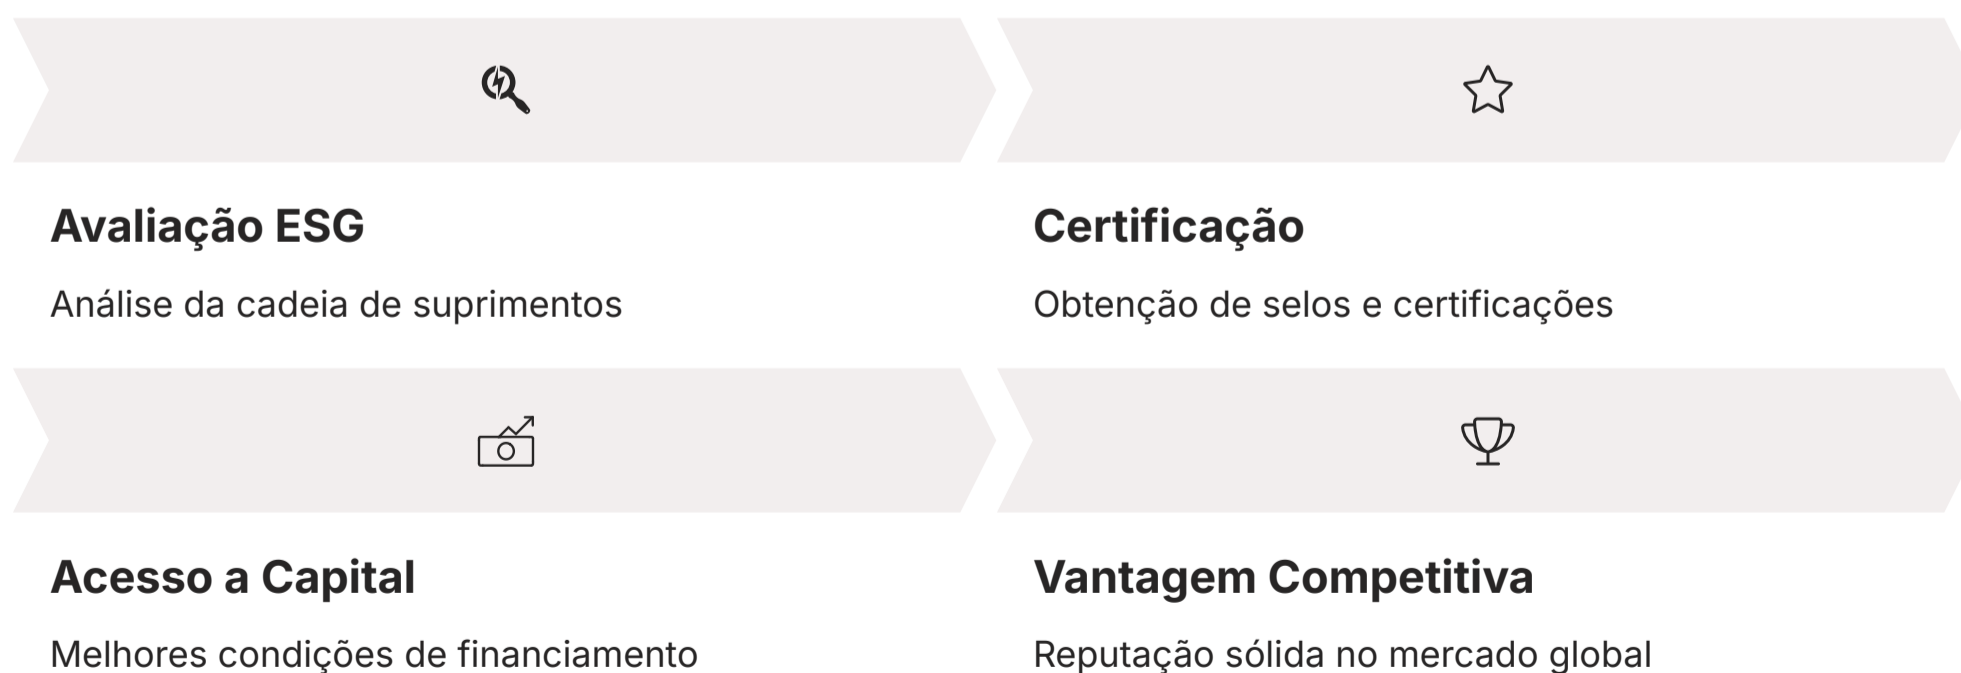 Avaliação ESG
Análise da cadeia de suprimentos
Certificação
Obtenção de selos e certificações
Acesso a Capital
Melhores condições de financiamento
Vantagem Competitiva
Reputação sólida no mercado global